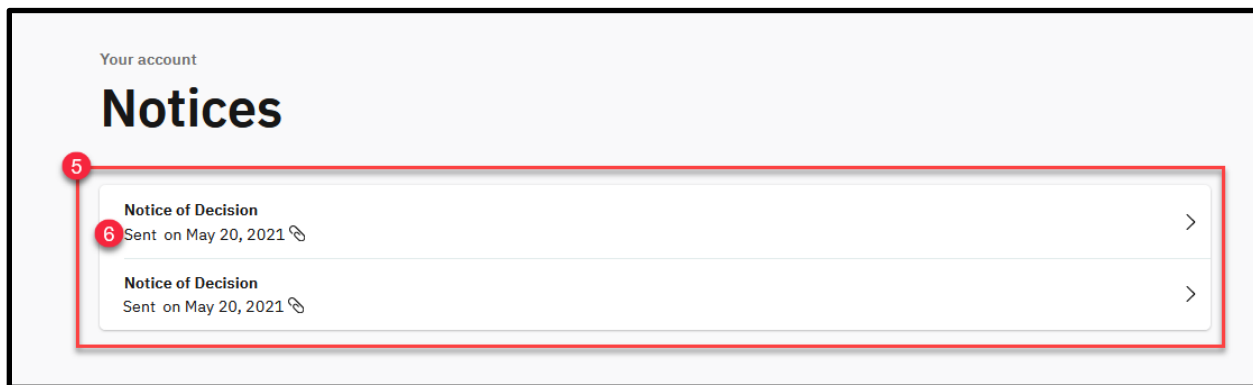 Your account
Notices
5
Notice of Decision
6 Sent on May 20, 2021
Notice of Decision
Sent on May 20, 2021